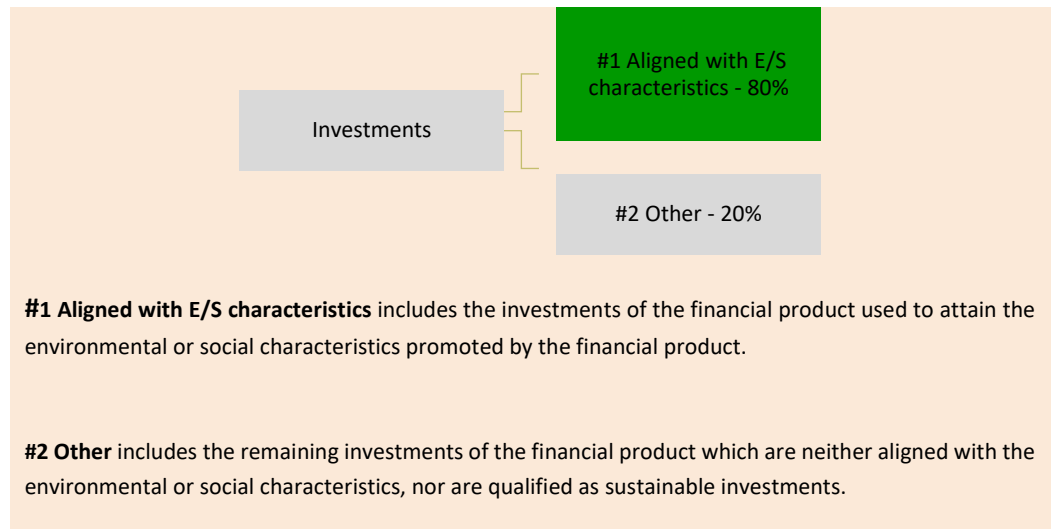 #1 Aligned with E/S
characteristics - 80%
Investments
#2 Other - 20%
#1 Aligned with E/S characteristics includes the investments of the financial product used to attain the
environmental or social characteristics promoted by the financial product.
#2 Other includes the remaining investments of the financial product which are neither aligned with the
environmental or social characteristics, nor are qualified as sustainable investments.